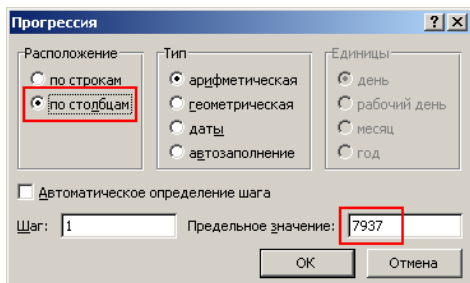 Прогрессия
Расположение
Тип
Единицы
по строкам
арифметическая
день
по столбцам
геометрическая
рабочий день
даты
месяц
автозаполнение
год
Автоматическое определение шага
Шаг: 1
Предельное значение: 7937
ОК
Отмена